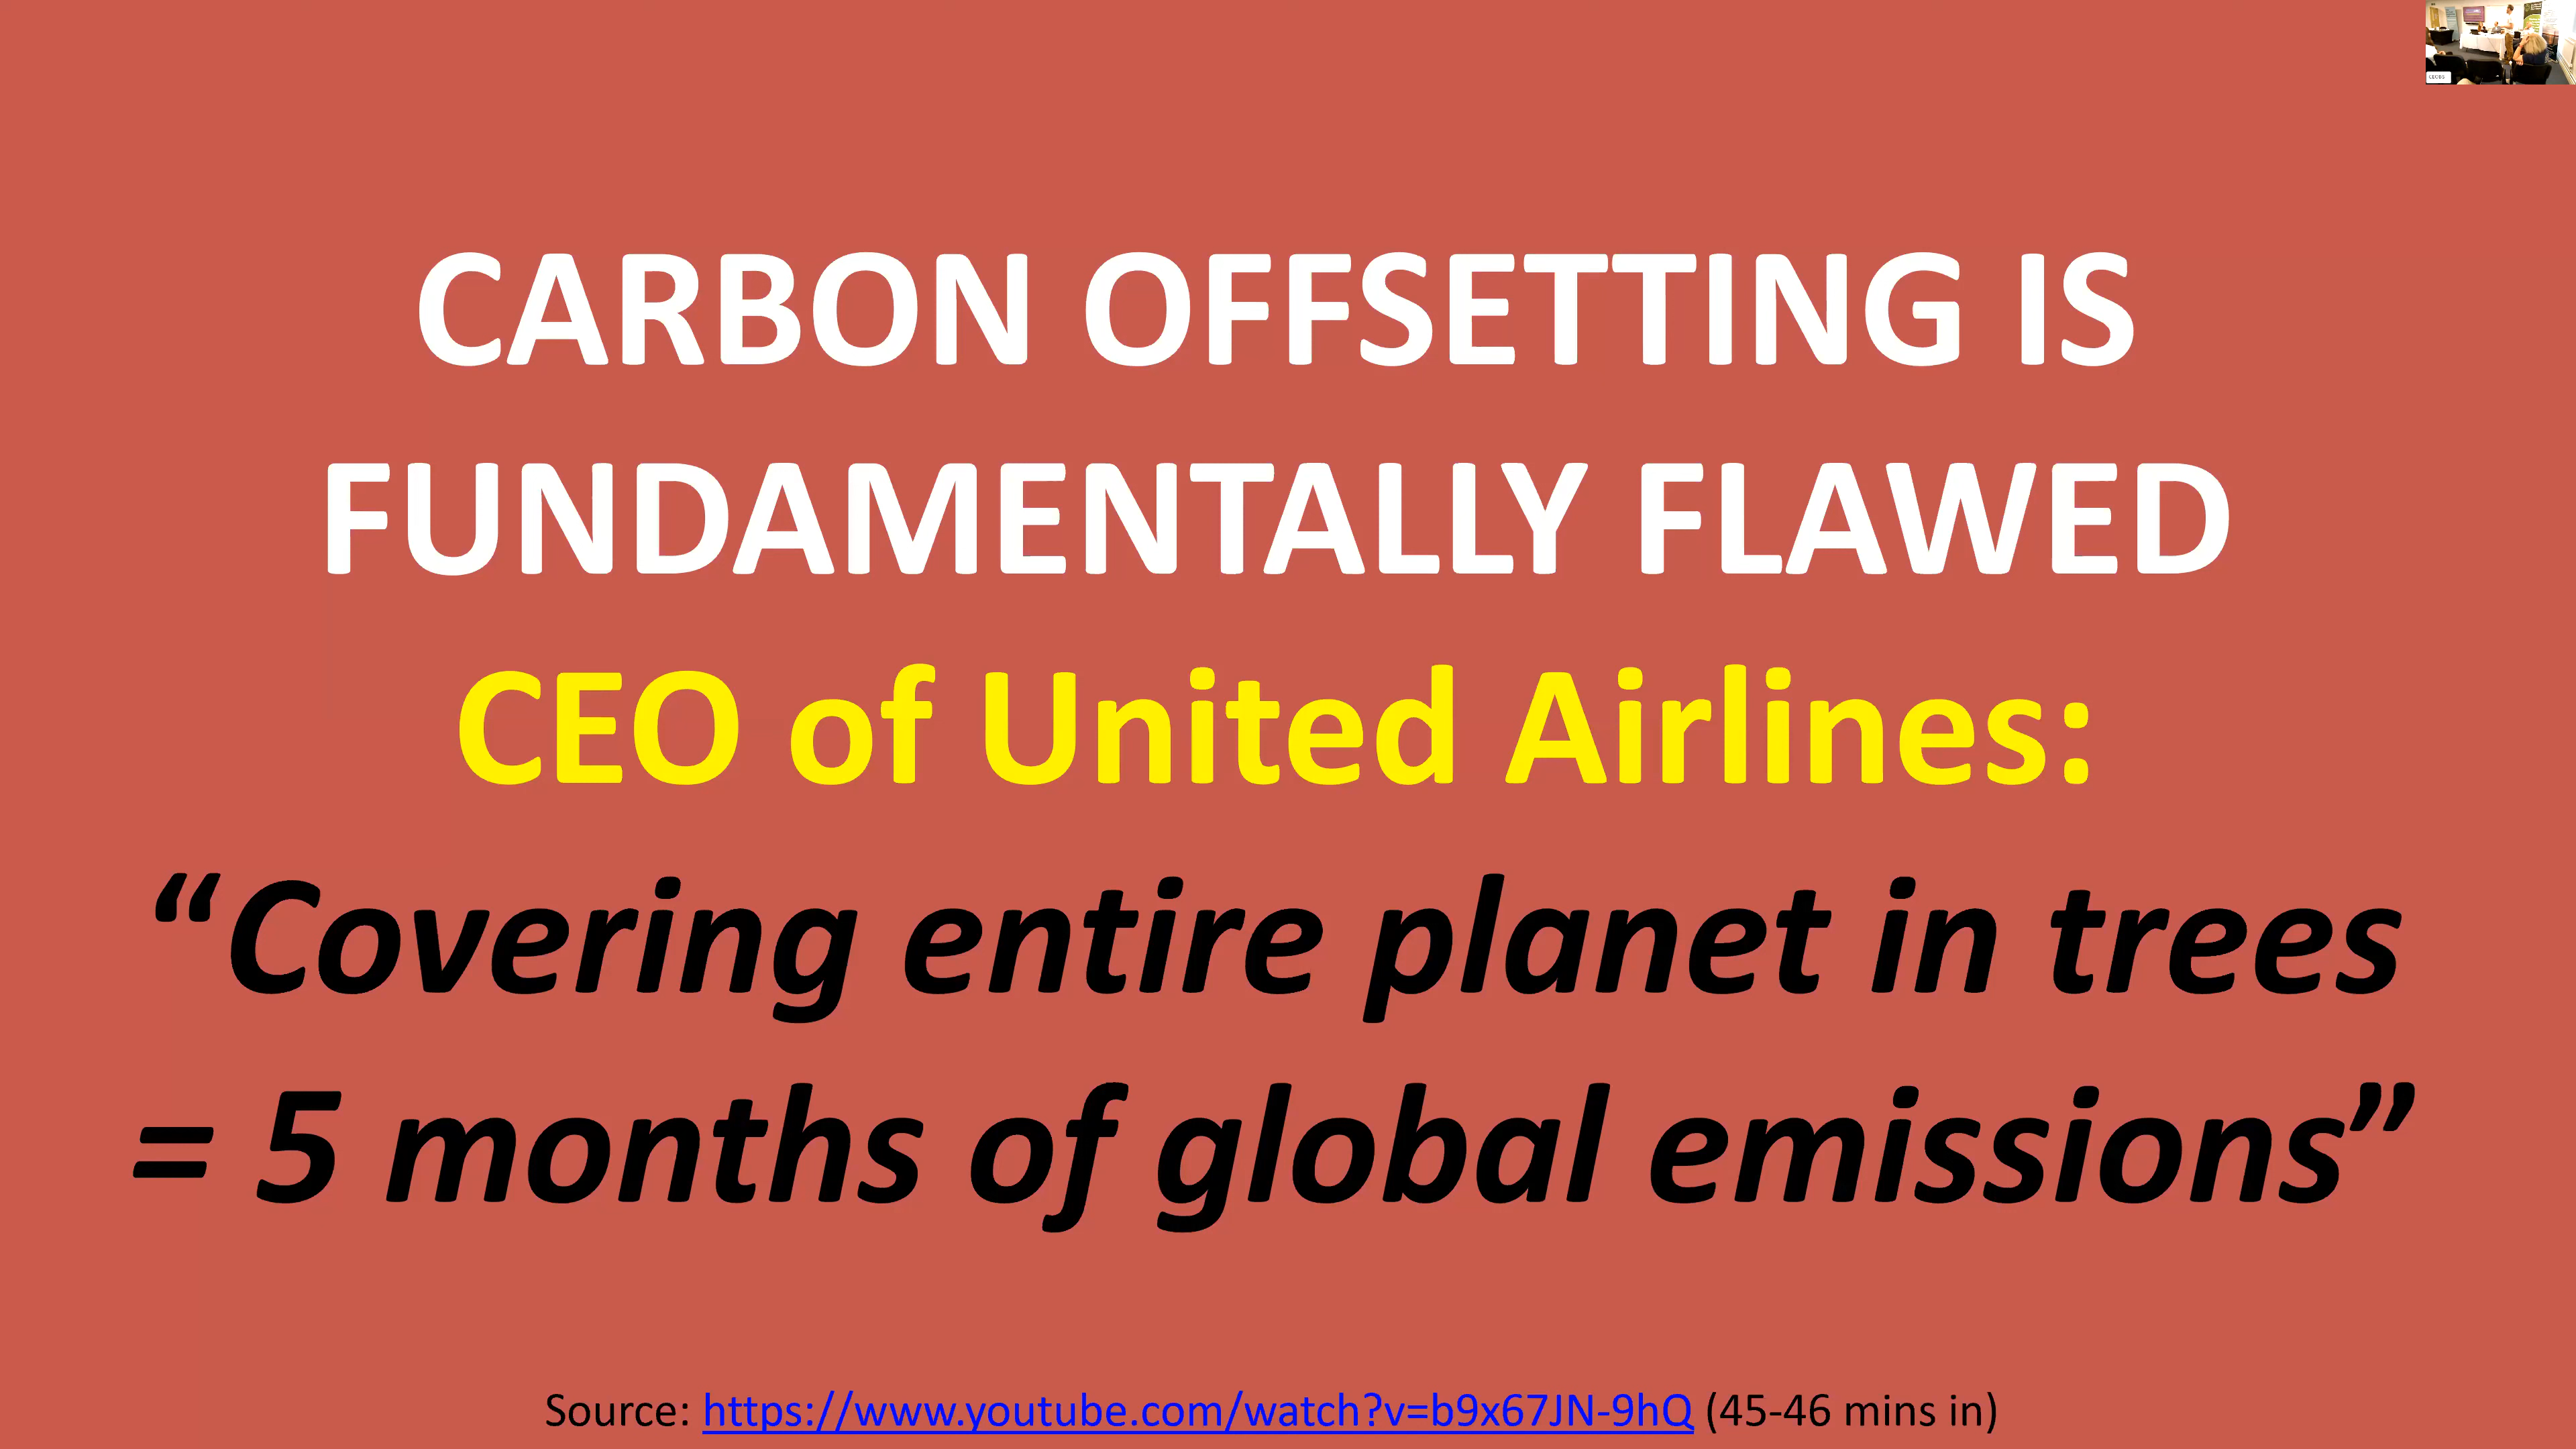 CARBON OFFSETTING IS
FUNDAMENTALLY FLAWED
CEO of United Airlines:
“Covering entire planet in trees
= 5 months of global emissions”
Source: https://www.youtube.com/watch?v=b9x67JN-9hQ (45-46 mins in)